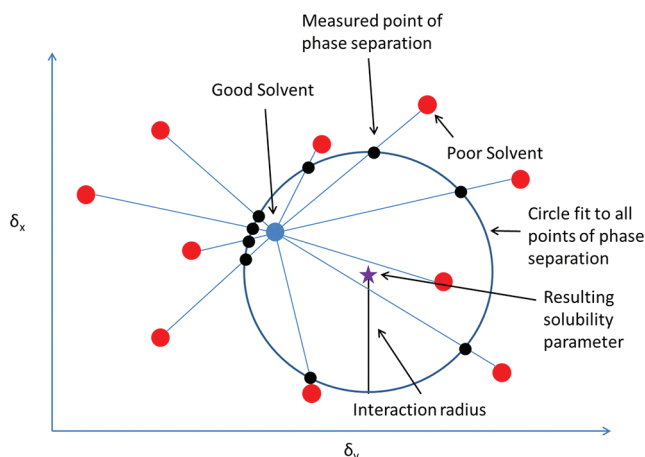 Measured point of
phase separation
Good Solvent
Poor Solvent
δx
Circle fit to all
points of phase
separation
Resulting
solubility
parameter
Interaction radius
δy